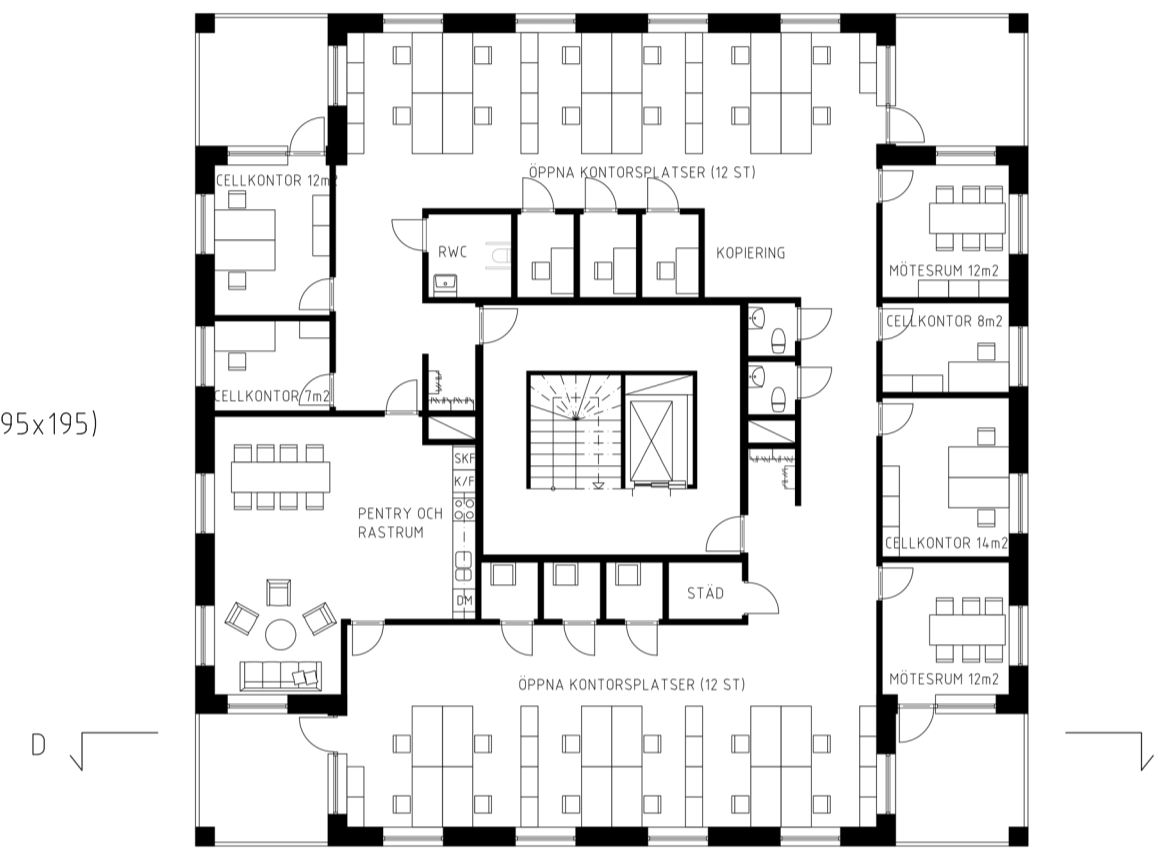 ÖPPNA KONTORSPLATSER (12 ST)
CELLKONTOR 12m2
RWC
KOPIERING
MÖTESRUM 12m2
CELLKONTOR 8m2
CELLKONTOR 7m2
95x195)
SKF
K/F
PENTRY OCH
RASTRUM
CELLKONTOR 14m2
DM
STÄD
MÖTESRUM 12m2
ÖPPNA KONTORSPLATSER (12 ST)
D